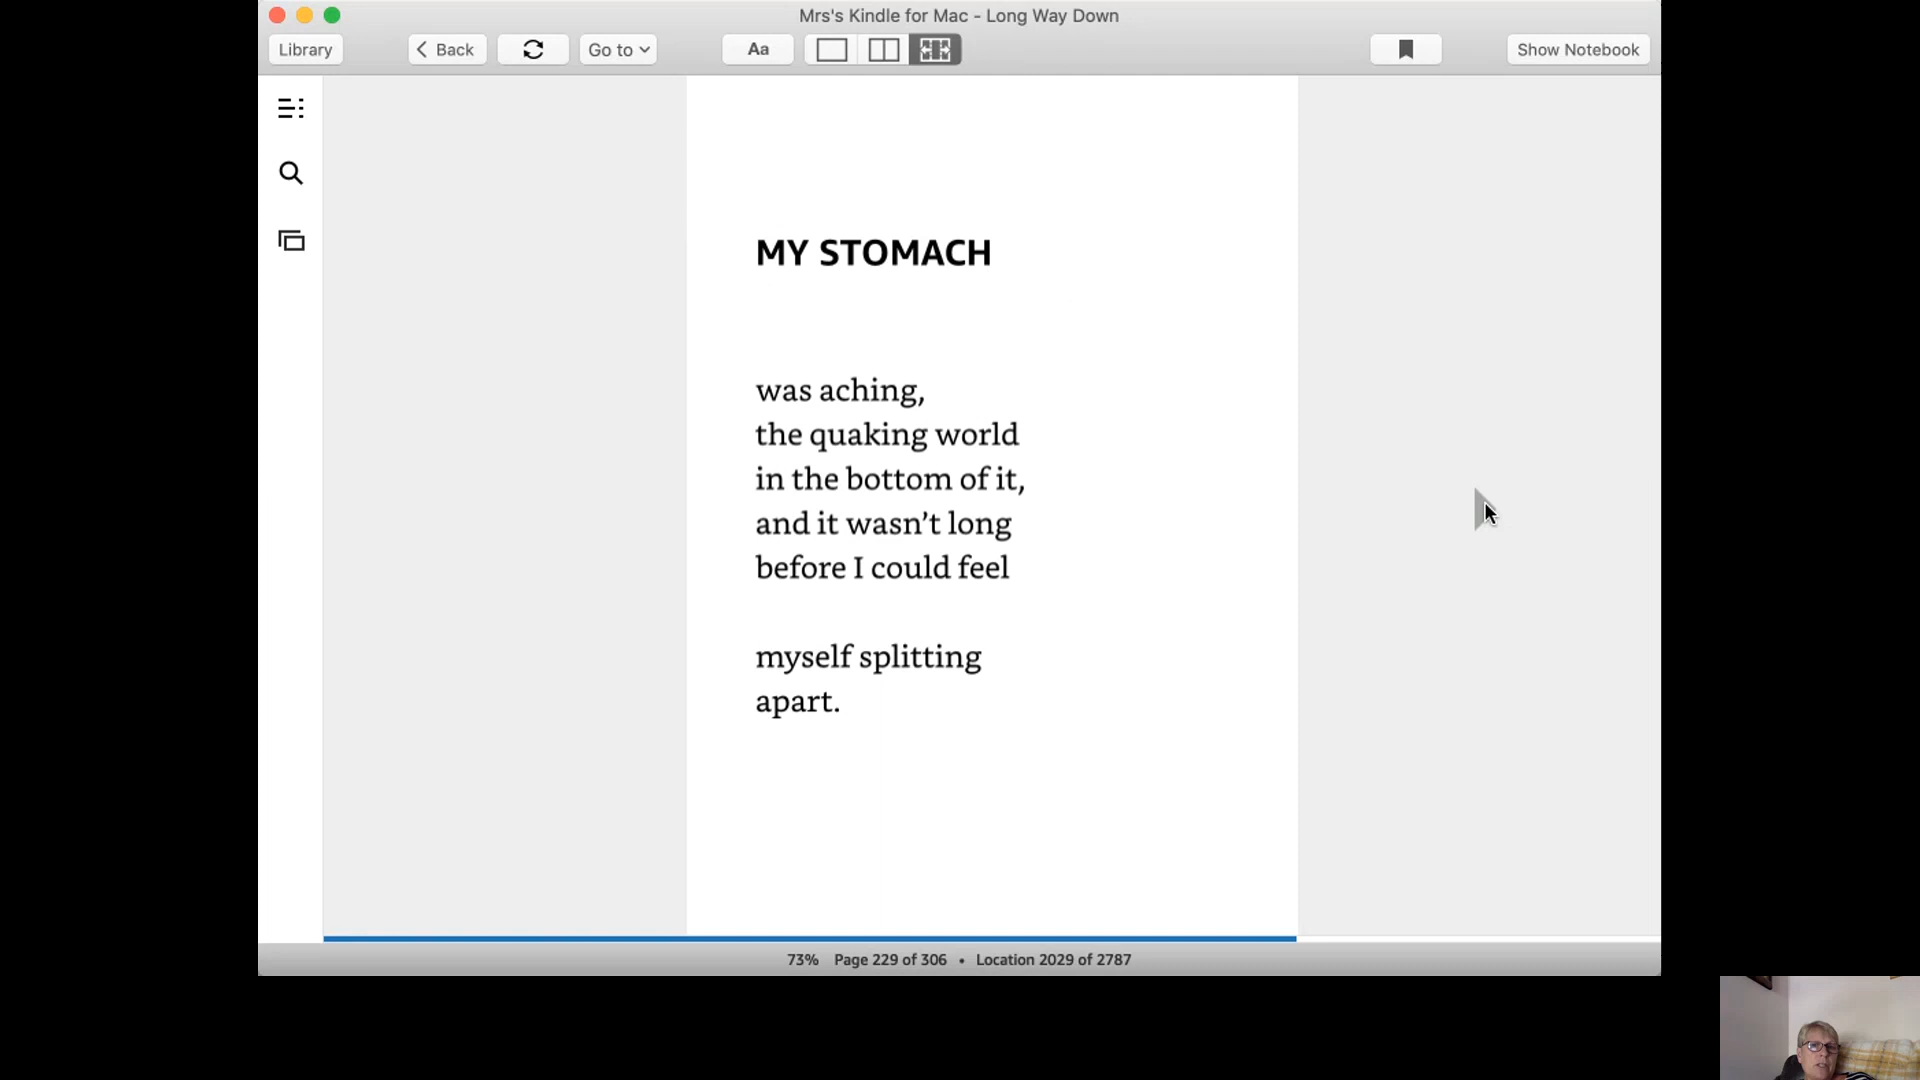 Mrs's Kindle for Mac - Long Way Down
Library
Back
Go to
Aa
Show Notebook
MY STOMACH
was aching,
the quaking world
in the bottom of it,
and it wasn’t long
before I could feel
myself splitting
apart.
73% Page 229 of 306 • Location 2029 of 2787